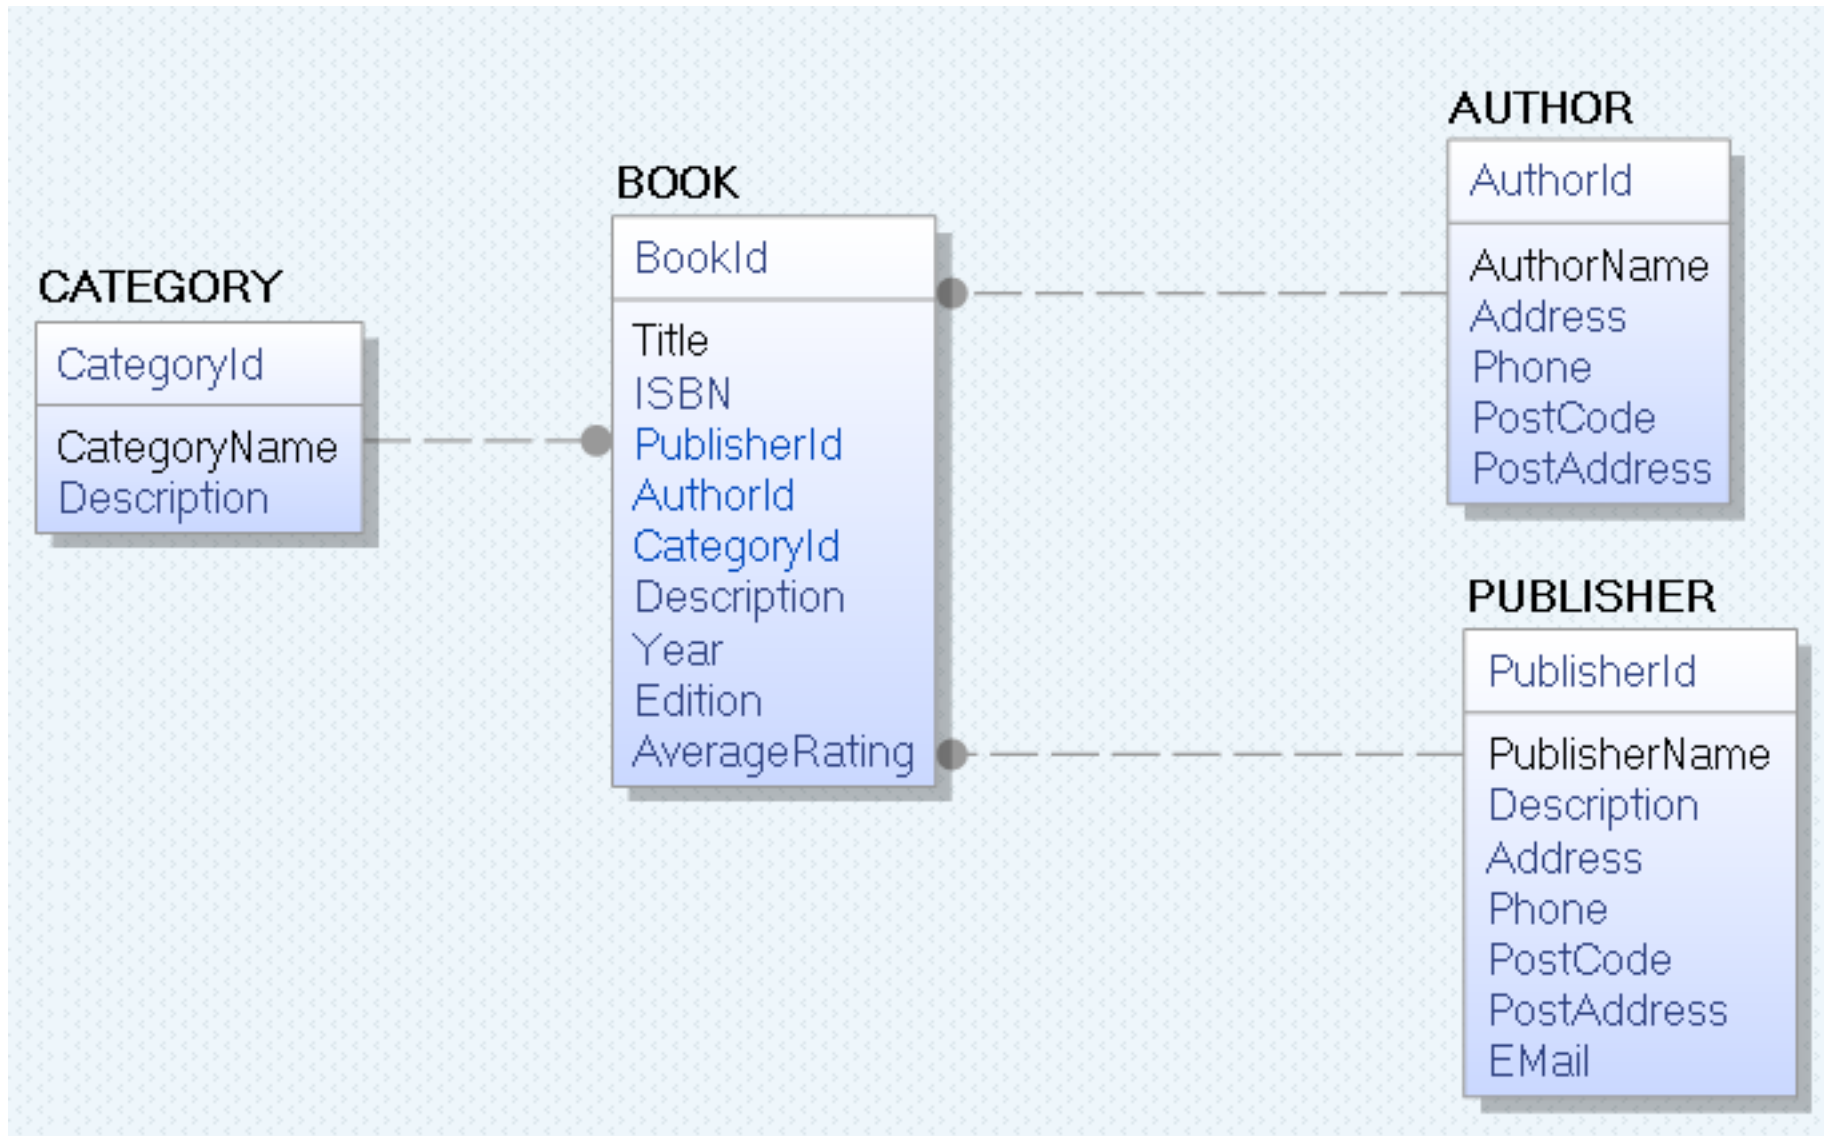 CATEGORY
CategoryId
CategoryName
Description
BOOK
BookId
Title
ISBN
PublisherId
AuthorId
CategoryId
Description
Year
Edition
AverageRating
AUTHOR
AuthorId
AuthorName
Address
Phone
PostCode
PostAddress
PUBLISHER
PublisherId
PublisherName
Description
Address
Phone
PostCode
PostAddress
EMail